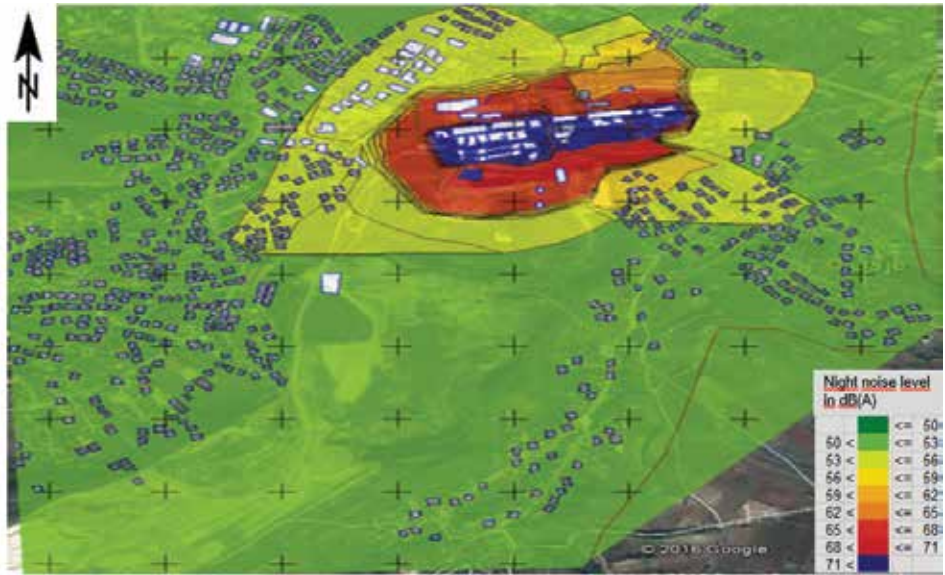 N
Night noise level
in dB(A)
<= 50
50 < <= 53
53 < <= 56
56 < <= 59
59 < <= 62
62 < <= 65
65 < <= 68
68 < <= 71
71 <
© 2016 Google